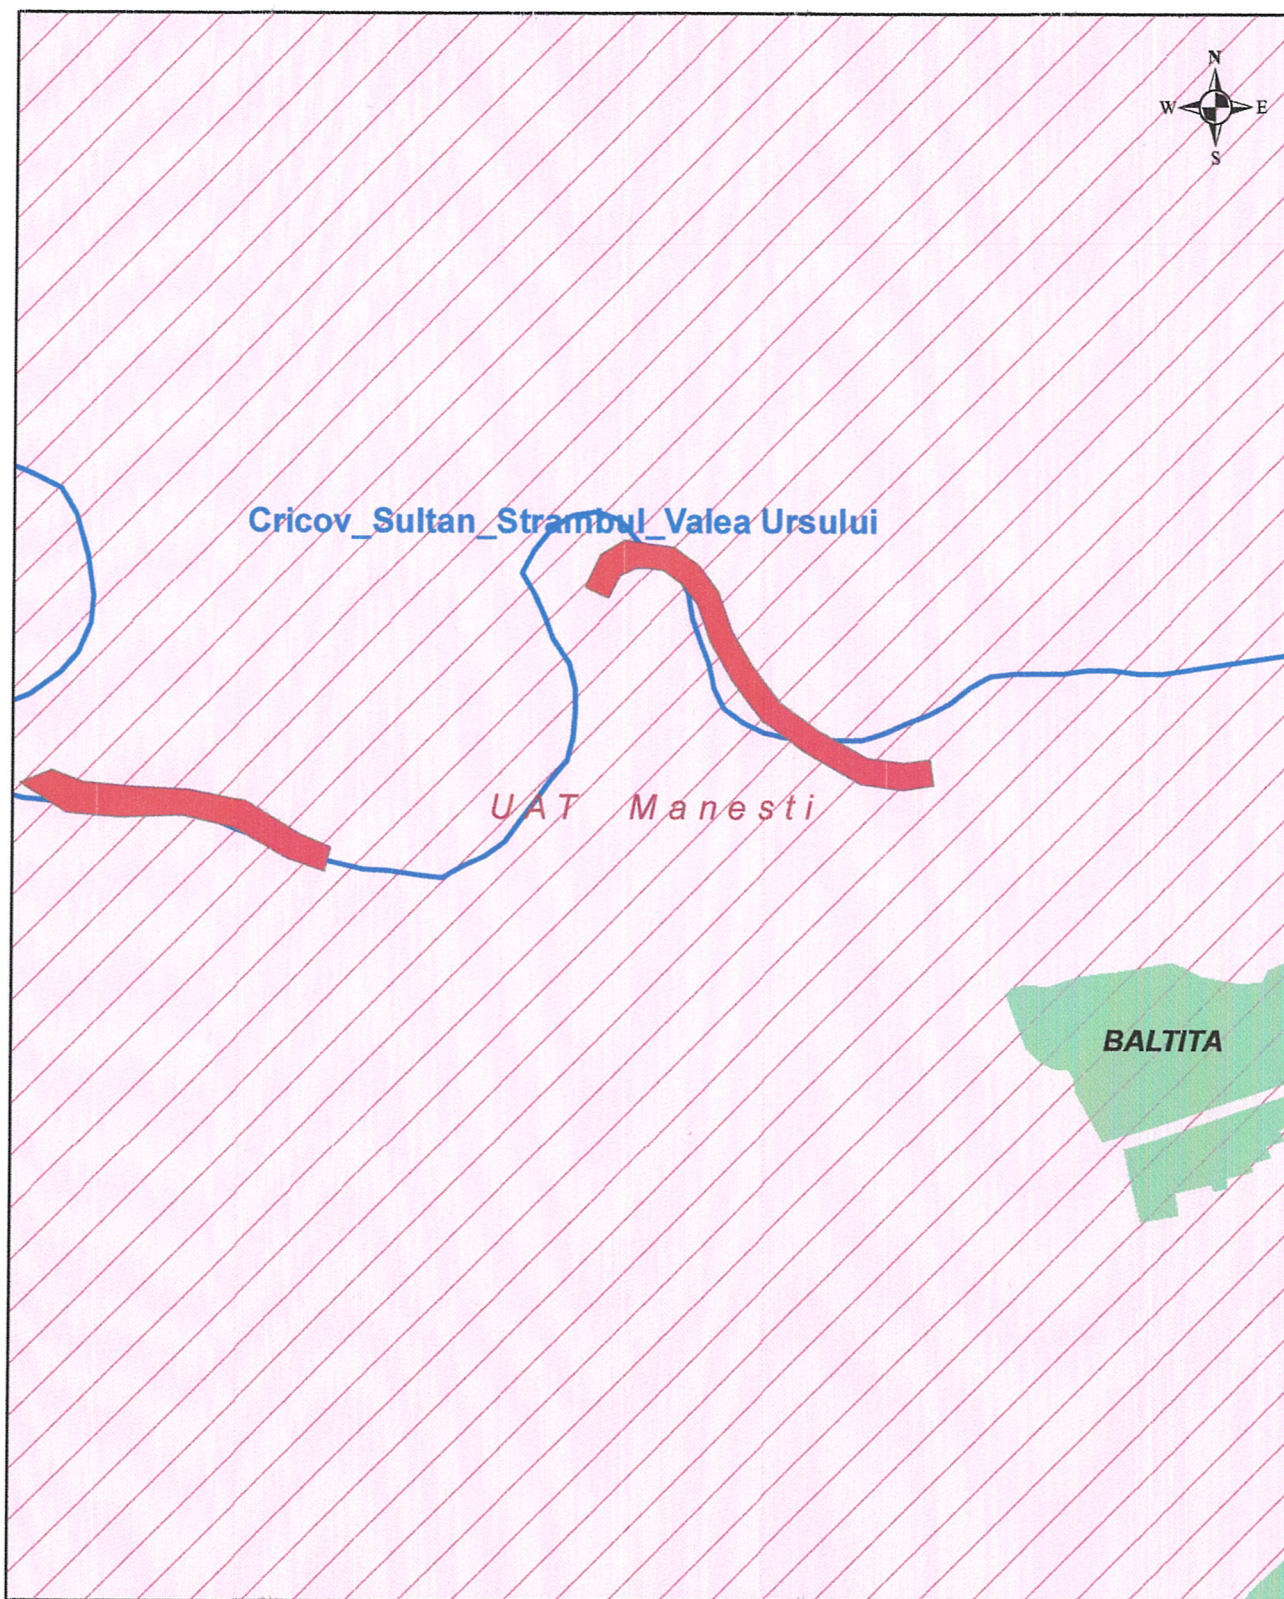 N
W E
S
Cricov_Sultan_Strambul_Valea Ursului
UAT Manesti
BALTITA